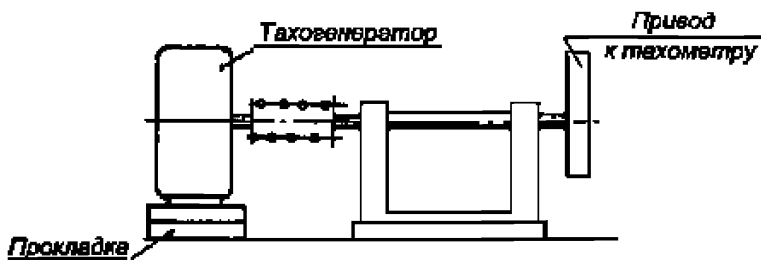 Тахогенератор
Привод
к тахометру
Прокладка